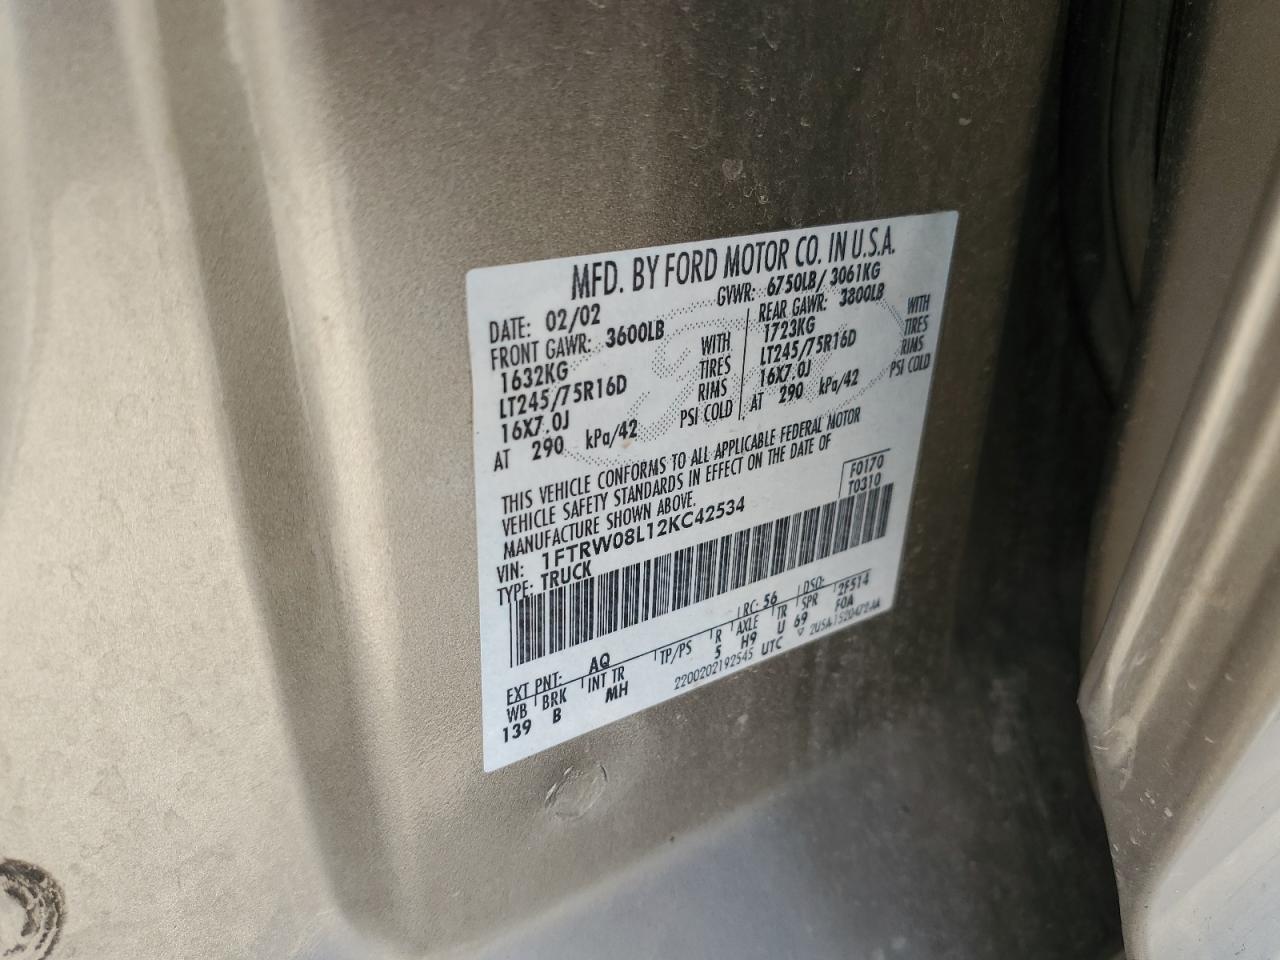 MFD. BY FORD MOTOR CO. IN U.S.A.
DATE: 02/02 GVWR: 6750LB/ 3061KG
FRONT GAWR: 3600LB REAR GAWR: 3800LB
1632KG WITH 1723KG WITH
LT245/75R16D TIRES LT245/75R16D TIRES
16X7.0J RIMS 16X7.0J RIMS
AT 290 kPa/42 PSI COLD AT 290 kPa/42 PSI COLD
THIS VEHICLE CONFORMS TO ALL APPLICABLE FEDERAL MOTOR
VEHICLE SAFETY STANDARDS IN EFFECT ON THE DATE OF
MANUFACTURE SHOWN ABOVE.
F0170
T0310
VIN: 1FTRW08L12KC42534
TYPE: TRUCK
EXT PNT: AQ RC: 56 DSO: 2F514
WB BRK INT TR TP/PS R AXLE TR SPR F0A
139 B MH 5 H9 U 69
2200202192545 UTC